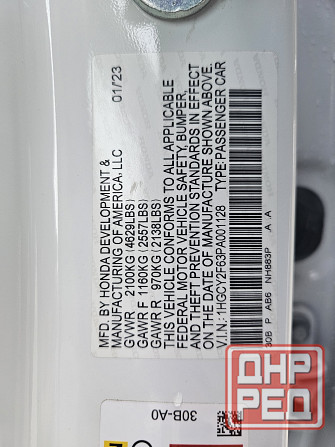 MFD. BY HONDA DEVELOPMENT &
MANUFACTURING OF AMERICA, LLC 01/23
GVWR 2100KG(4629LBS)
GAWR F 1160KG(2557LBS)
GAWR R 970KG(2138LBS)
THIS VEHICLE CONFORMS TO ALL APPLICABLE
FEDERAL MOTOR VEHICLE SAFETY, BUMPER,
AND THEFT PREVENTION STANDARDS IN EFFECT
ON THE DATE OF MANUFACTURE SHOWN ABOVE.
V.I.N.: 1HGCY2F63PA001128 TYPE: PASSENGER CAR
30B P AB6 NH883P A A
30B-A0
ДНР
РЕД